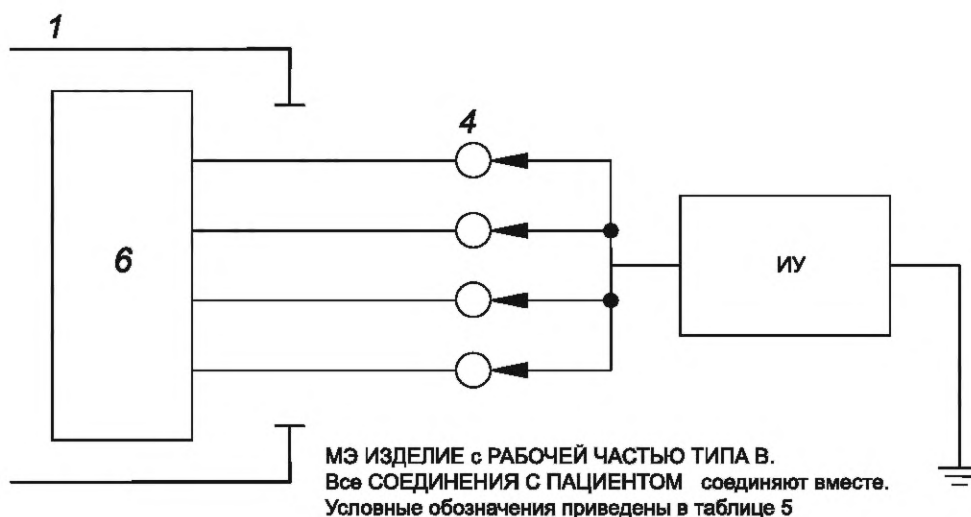 1
4
6
ИУ
МЭ ИЗДЕЛИЕ с РАБОЧЕЙ ЧАСТЬЮ ТИПА В.
Все СОЕДИНЕНИЯ С ПАЦИЕНТОМ соединяют вместе.
Условные обозначения приведены в таблице 5